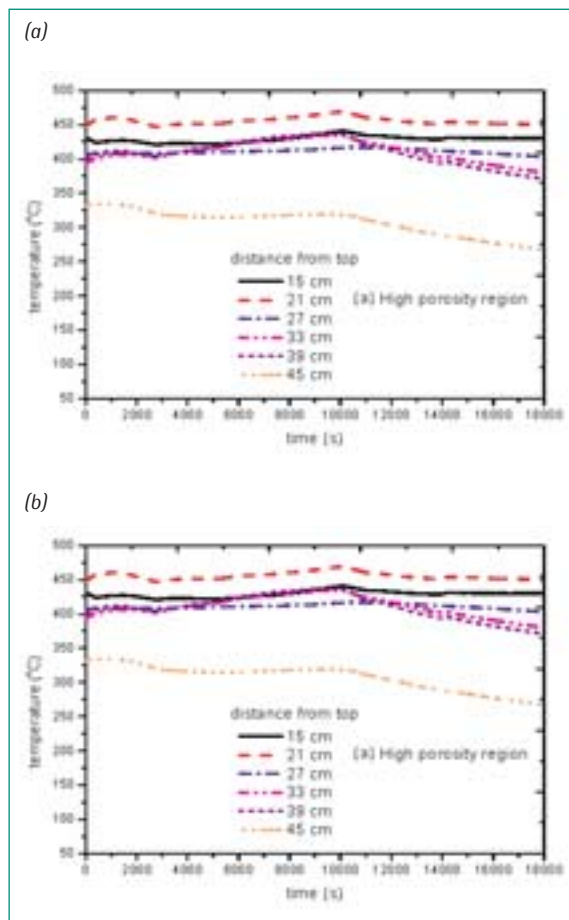 (a)
500
450
400
350
300
250
200
150
100
50
temperature (°C)
distance from top
15 cm
21 cm
27 cm
33 cm
39 cm
45 cm
(a) High porosity region
0 2000 4000 6000 8000 10000 12000 14000 16000 18000
time (s)
(b)
500
450
400
350
300
250
200
150
100
50
temperature (°C)
distance from top
15 cm
21 cm
27 cm
33 cm
39 cm
45 cm
(a) High porosity region
0 2000 4000 6000 8000 10000 12000 14000 16000 18000
time (s)